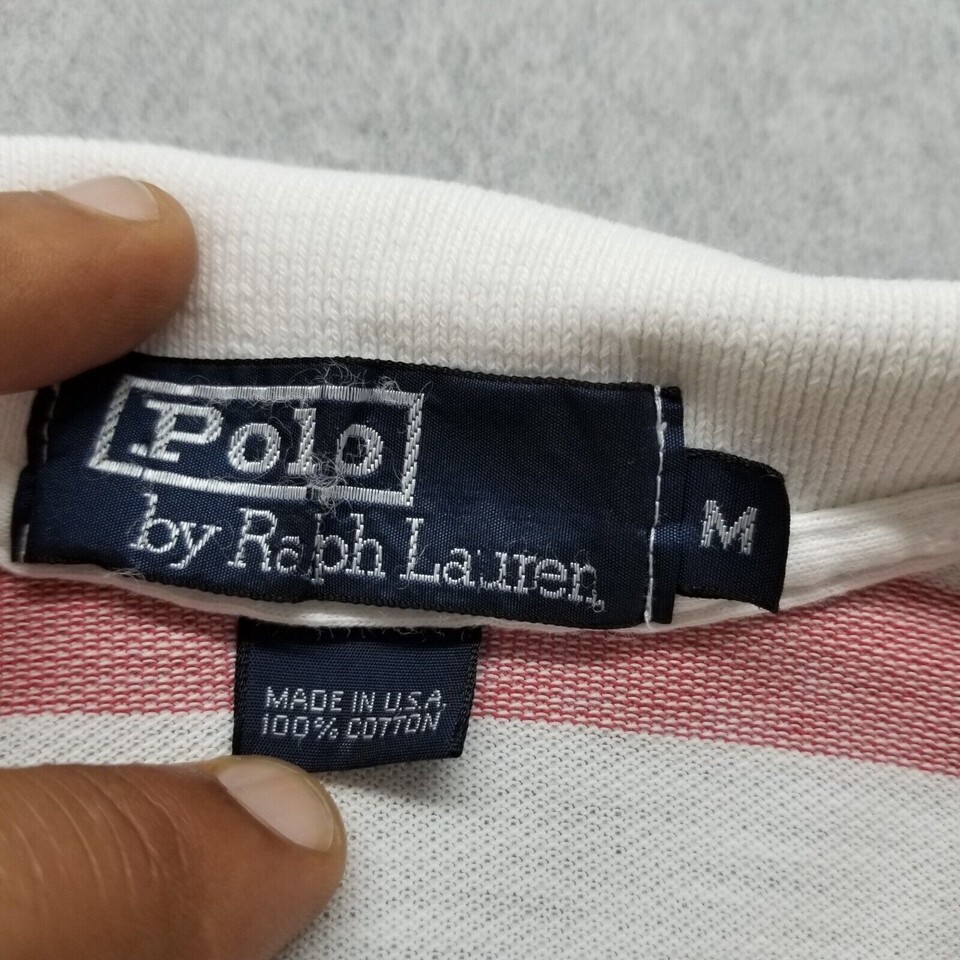 Polo
by Ralph Lauren
M
MADE IN U.S.A.
100% COTTON